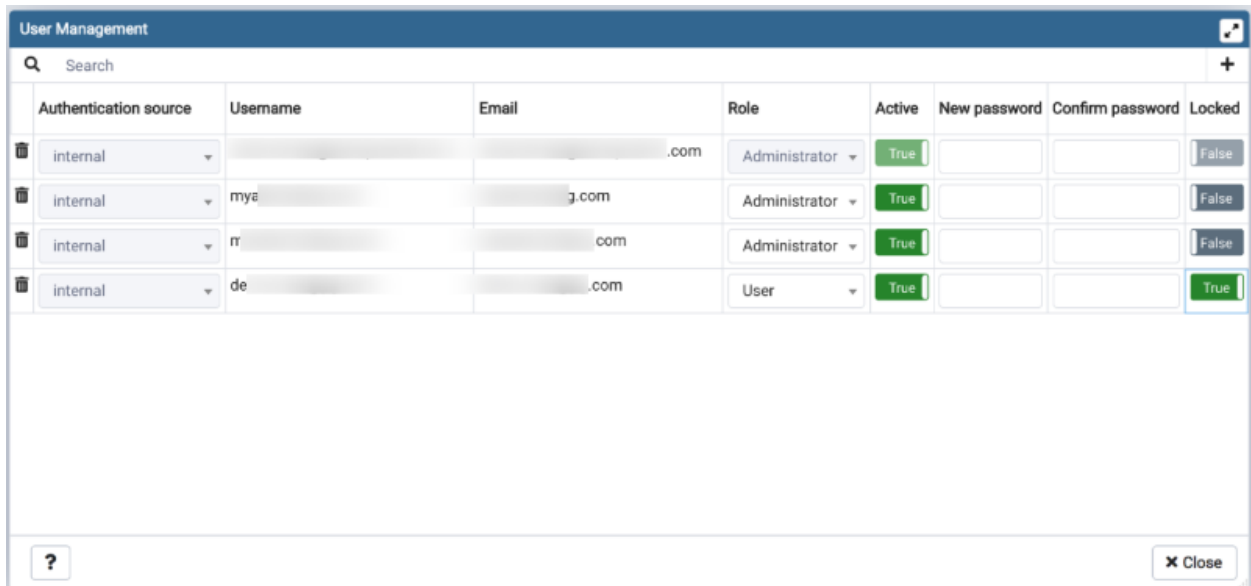 User Management
Search +
Authentication source Username Email Role Active New password Confirm password Locked
internal .com Administrator True False
internal mya g.com Administrator True False
internal m .com Administrator True False
internal de .com User True True
? × Close